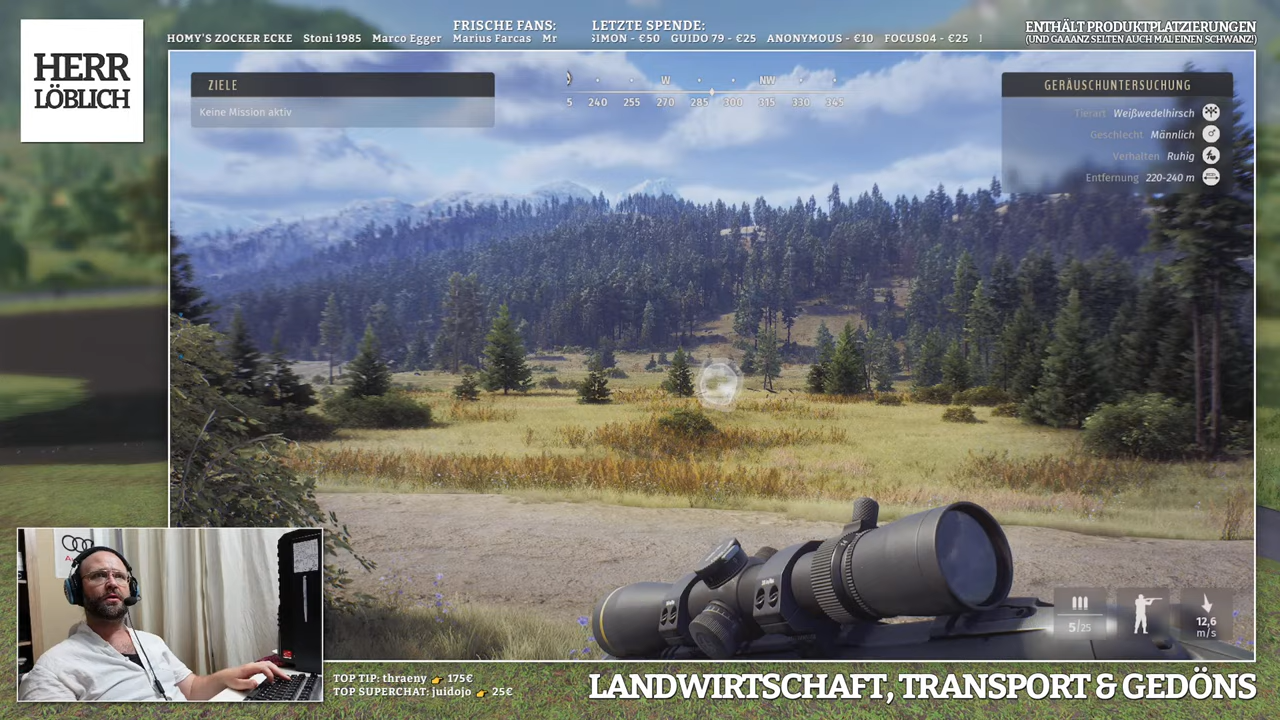 HERR
LÖBLICH
FRISCHE FANS:
HOMY'S ZOCKER ECKE Stoni 1985 Marco Egger Marius Farcas Mr
LETZTE SPENDE:
SIMON - €50 GUIDO 79 - €25 ANONYMOUS - €10 FOCUS04 - €25
ENTHÄLT PRODUKTPLATZIERUNGEN
(UND GAAANZ SELTEN AUCH MAL EINEN SCHWANZ!)
ZIELE
Keine Mission aktiv
W NW
5 240 255 270 285 300 315 330 345
GERÄUSCHUNTERSUCHUNG
Tierart Weißwedelhirsch
Geschlecht Männlich
Verhalten Ruhig
Entfernung 220-240 m
5/25
12,6
m/s
TOP TIP: thraeny 👉 175€
TOP SUPERCHAT: juidojo 👉 25€
LANDWIRTSCHAFT, TRANSPORT & GEDÖNS